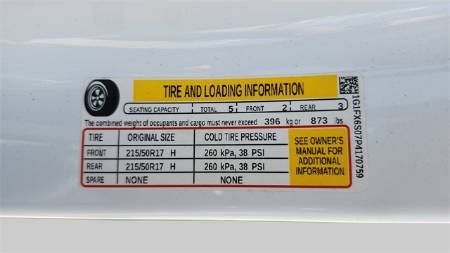 TIRE AND LOADING INFORMATION
SEATING CAPACITY TOTAL 5 FRONT 2 REAR 3
The combined weight of occupants and cargo must never exceed 396 kg or 873 lbs
TIRE ORIGINAL SIZE COLD TIRE PRESSURE
FRONT 215/50R17 H 260 kPa, 38 PSI
REAR 215/50R17 H 260 kPa, 38 PSI
SPARE NONE NONE
SEE OWNER'S
MANUAL FOR
ADDITIONAL
INFORMATION
1G1FX6S07P4170759